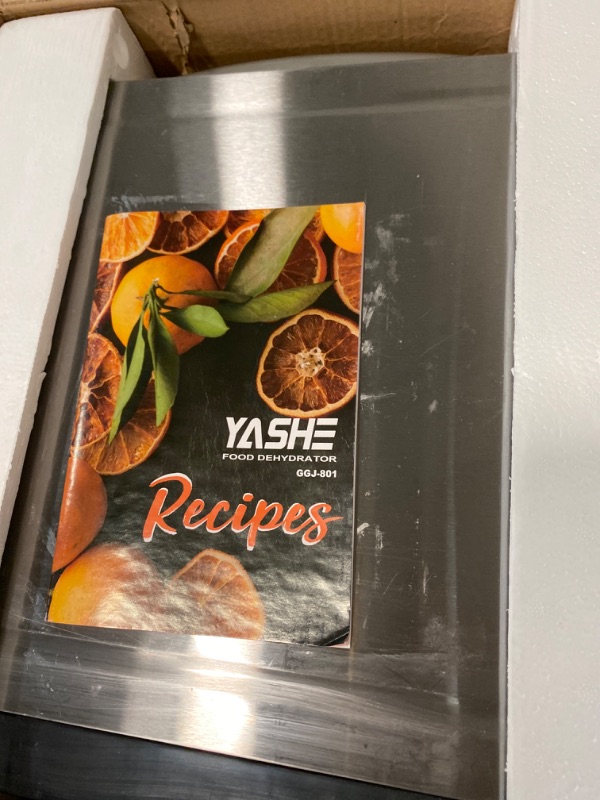 YASHE
FOOD DEHYDRATOR
GGJ-801
Recipes